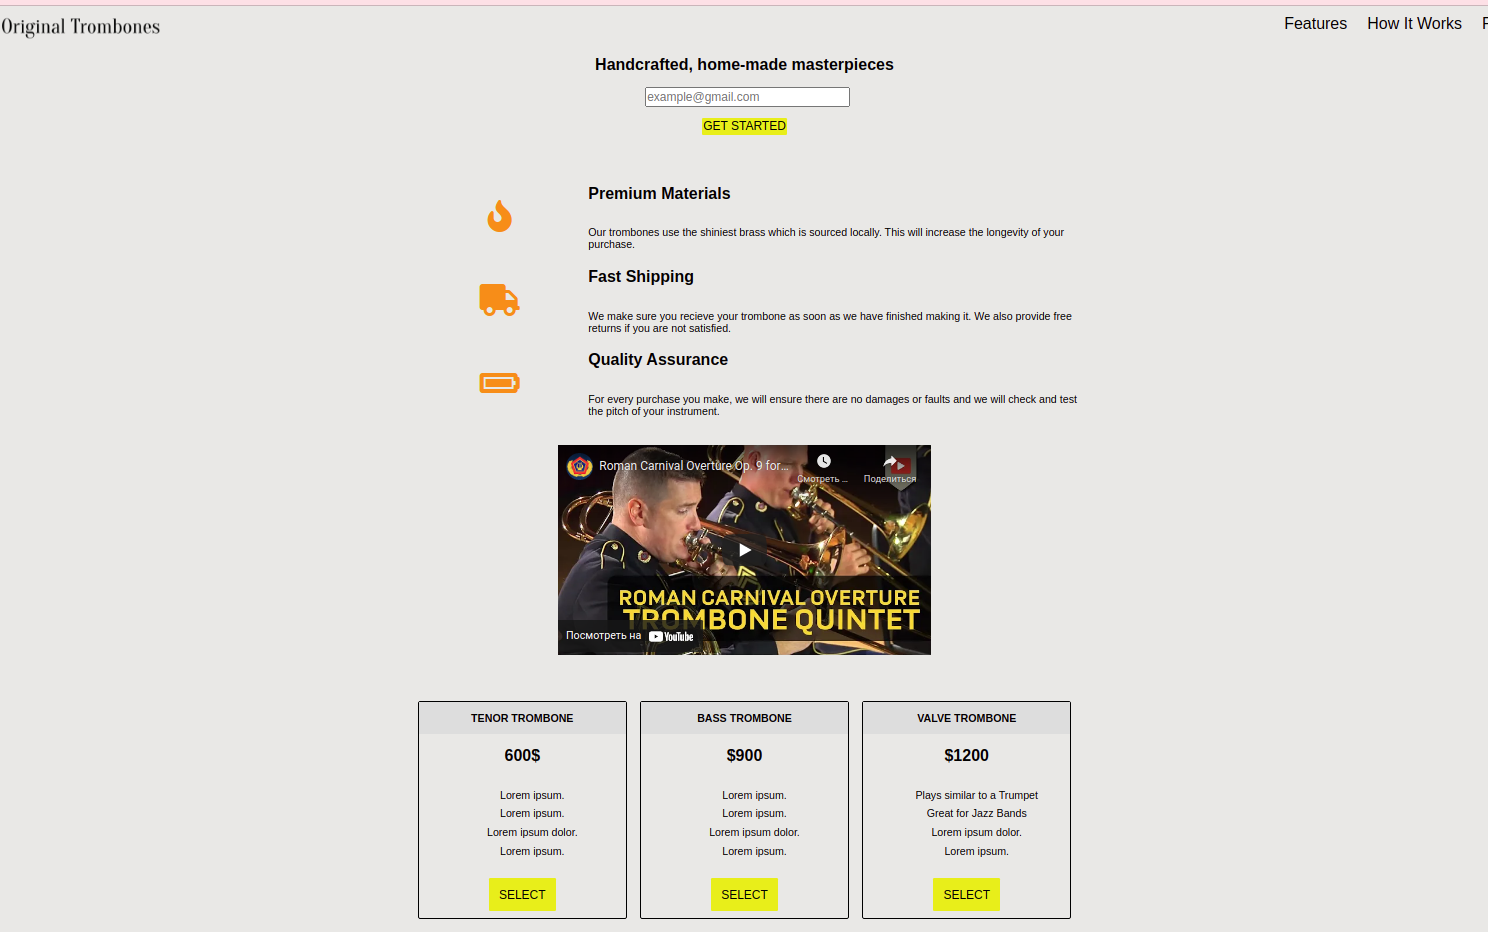 Original Trombones
Features
How It Works
Handcrafted, home-made masterpieces
example@gmail.com
GET STARTED
Premium Materials
Our trombones use the shiniest brass which is sourced locally. This will increase the longevity of your
purchase.
Fast Shipping
We make sure you recieve your trombone as soon as we have finished making it. We also provide free
returns if you are not satisfied.
Quality Assurance
For every purchase you make, we will ensure there are no damages or faults and we will check and test
the pitch of your instrument.
Roman Carnival Overture Op. 9 for...
Смотреть ...
Поделиться
ROMAN CARNIVAL OVERTURE
TROMBONE QUINTET
Посмотреть на YouTube
TENOR TROMBONE
600$
Lorem ipsum.
Lorem ipsum.
Lorem ipsum dolor.
Lorem ipsum.
SELECT
BASS TROMBONE
$900
Lorem ipsum.
Lorem ipsum.
Lorem ipsum dolor.
Lorem ipsum.
SELECT
VALVE TROMBONE
$1200
Plays similar to a Trumpet
Great for Jazz Bands
Lorem ipsum dolor.
Lorem ipsum.
SELECT